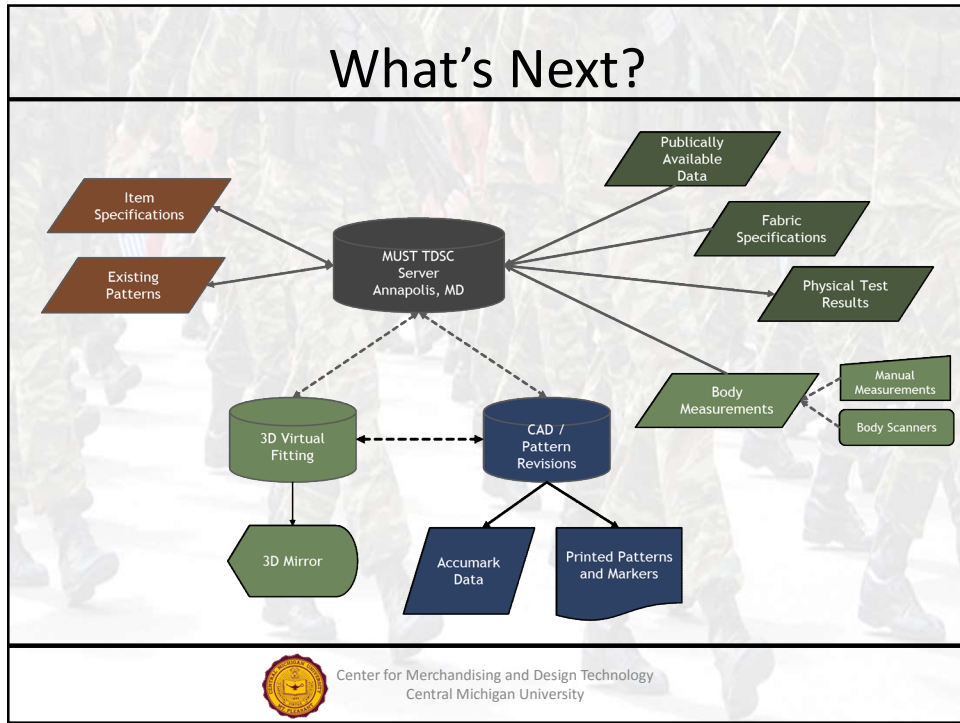 What's Next?
Publically
Available
Data
Item
Specifications
Fabric
Specifications
MUST TDSC
Server
Annapolis, MD
Existing
Patterns
Physical Test
Results
Manual
Measurements
Body
Measurements
Body Scanners
3D Virtual
Fitting
CAD /
Pattern
Revisions
3D Mirror
Accumark
Data
Printed Patterns
and Markers
Center for Merchandising and Design Technology
Central Michigan University